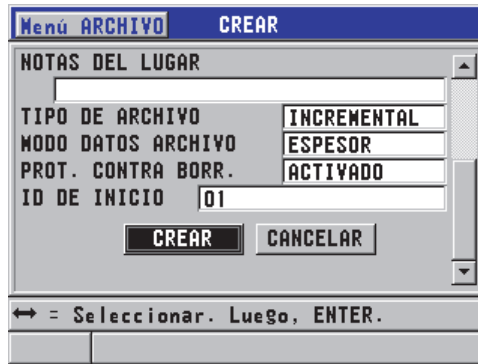 Menú ARCHIVO CREAR
NOTAS DEL LUGAR
TIPO DE ARCHIVO INCREMENTAL
MODO DATOS ARCHIVO ESPESOR
PROT. CONTRA BORR. ACTIVADO
ID DE INICIO 01
CREAR CANCELAR
↔ = Seleccionar. Luego, ENTER.